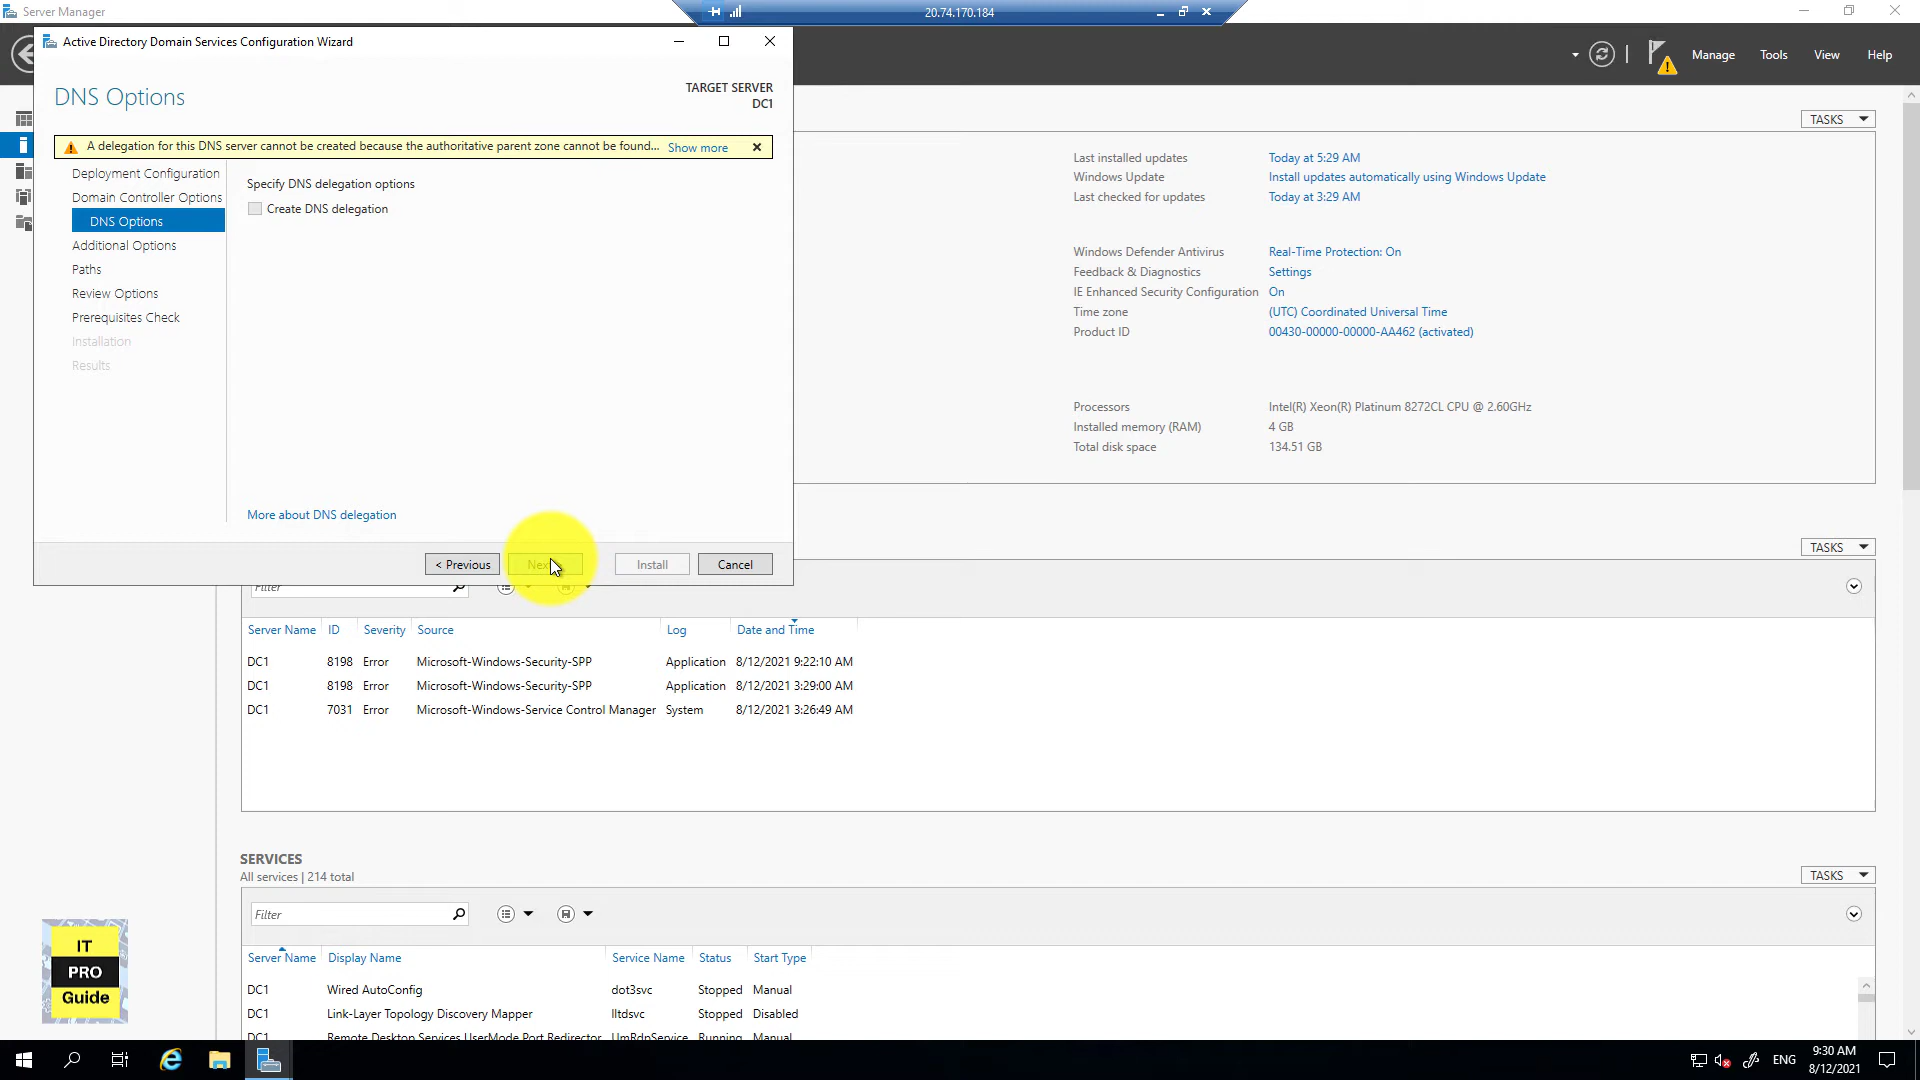 Server Manager
20.74.170.184
Active Directory Domain Services Configuration Wizard
Manage
Tools
View
Help
DNS Options
TARGET SERVER
DC1
A delegation for this DNS server cannot be created because the authoritative parent zone cannot be found... Show more
Deployment Configuration
Domain Controller Options
DNS Options
Additional Options
Paths
Review Options
Prerequisites Check
Installation
Results
Specify DNS delegation options
Create DNS delegation
More about DNS delegation
< Previous
Install
Cancel
TASKS
Last installed updates Today at 5:29 AM
Windows Update Install updates automatically using Windows Update
Last checked for updates Today at 3:29 AM
Windows Defender Antivirus Real-Time Protection: On
Feedback & Diagnostics Settings
IE Enhanced Security Configuration On
Time zone (UTC) Coordinated Universal Time
Product ID 00430-00000-00000-AA462 (activated)
Processors Intel(R) Xeon(R) Platinum 8272CL CPU @ 2.60GHz
Installed memory (RAM) 4 GB
Total disk space 134.51 GB
TASKS
Filter
Server Name ID Severity Source Log Date and Time
DC1 8198 Error Microsoft-Windows-Security-SPP Application 8/12/2021 9:22:10 AM
DC1 8198 Error Microsoft-Windows-Security-SPP Application 8/12/2021 3:29:00 AM
DC1 7031 Error Microsoft-Windows-Service Control Manager System 8/12/2021 3:26:49 AM
SERVICES
All services | 214 total
TASKS
Filter
Server Name Display Name Service Name Status Start Type
DC1 Wired AutoConfig dot3svc Stopped Manual
DC1 Link-Layer Topology Discovery Mapper lltdsvc Stopped Disabled
DC1 Remote Desktop Services UserMode Port Redirector UmRdpService Running Manual
IT
PRO
Guide
ENG
9:30 AM
8/12/2021